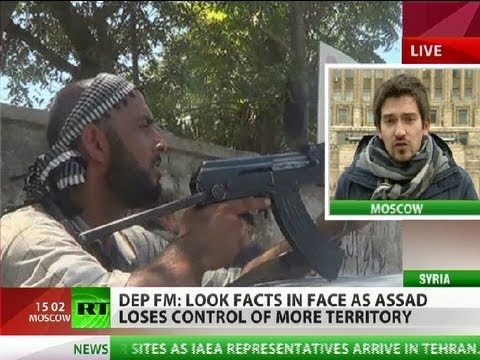 LIVE
MOSCOW
SYRIA
15:02
MOSCOW
RT
DEP FM: LOOK FACTS IN FACE AS ASSAD
LOSES CONTROL OF MORE TERRITORY
NEWS
SITES AS IAEA REPRESENTATIVES ARRIVE IN TEHRAN